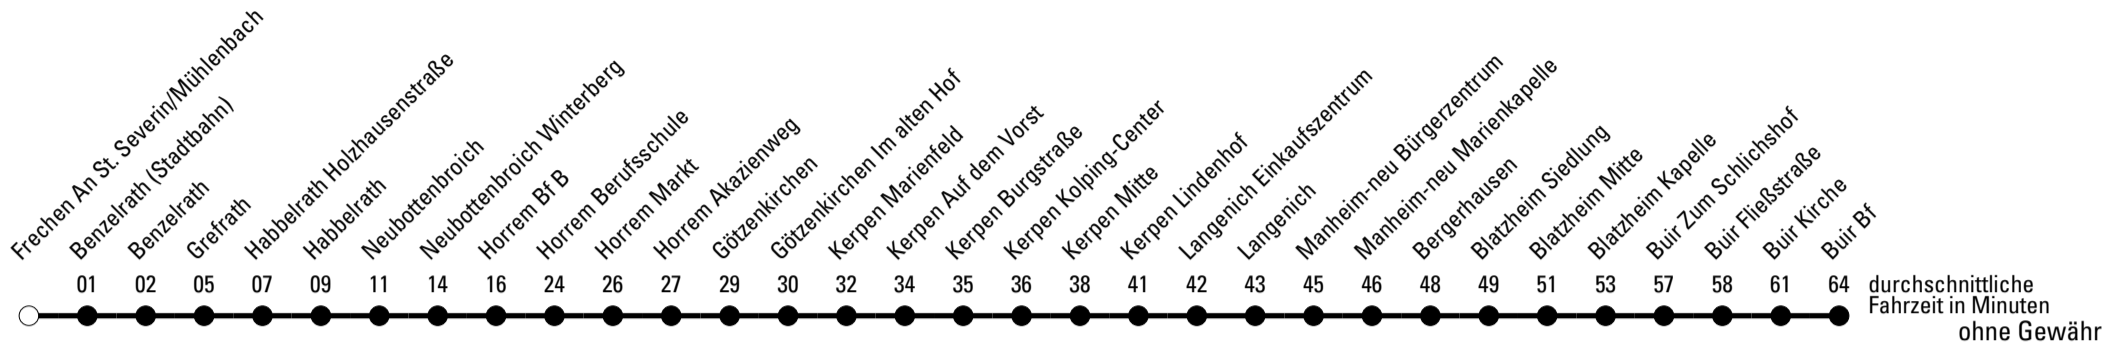 Frechen An St. Severin/Mühlenbach
Benzelrath (Stadtbahn)
Benzelrath
Grefrath
Habbelrath Holzhausenstraße
Habbelrath
Neubottenbroich
Neubottenbroich Winterberg
Horrem Bf B
Horrem Berufsschule
Horrem Markt
Horrem Akazienweg
Götzenkirchen
Götzenkirchen Im alten Hof
Kerpen Marienfeld
Kerpen Auf dem Vorst
Kerpen Burgstraße
Kerpen Kolping-Center
Kerpen Mitte
Kerpen Lindenhof
Langenich Einkaufszentrum
Langenich
Manheim-neu Bürgerzentrum
Manheim-neu Marienkapelle
Bergerhausen
Blatzheim Siedlung
Blatzheim Mitte
Blatzheim Kapelle
Buir Zum Schlichshof
Buir Fließstraße
Buir Kirche
Buir Bf
01 02 05 07 09 11 14 16 24 26 27 29 30 32 34 35 36 38 41 42 43 45 46 48 49 51 53 57 58 61 64 durchschnittliche
Fahrzeit in Minuten
ohne Gewähr